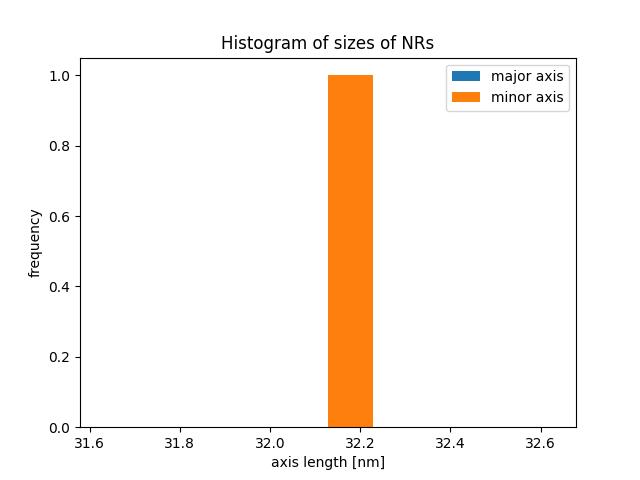 Histogram of sizes of NRs
major axis
minor axis
1.0
0.8
0.6
0.4
0.2
0.0
frequency
31.6 31.8 32.0 32.2 32.4 32.6
axis length [nm]